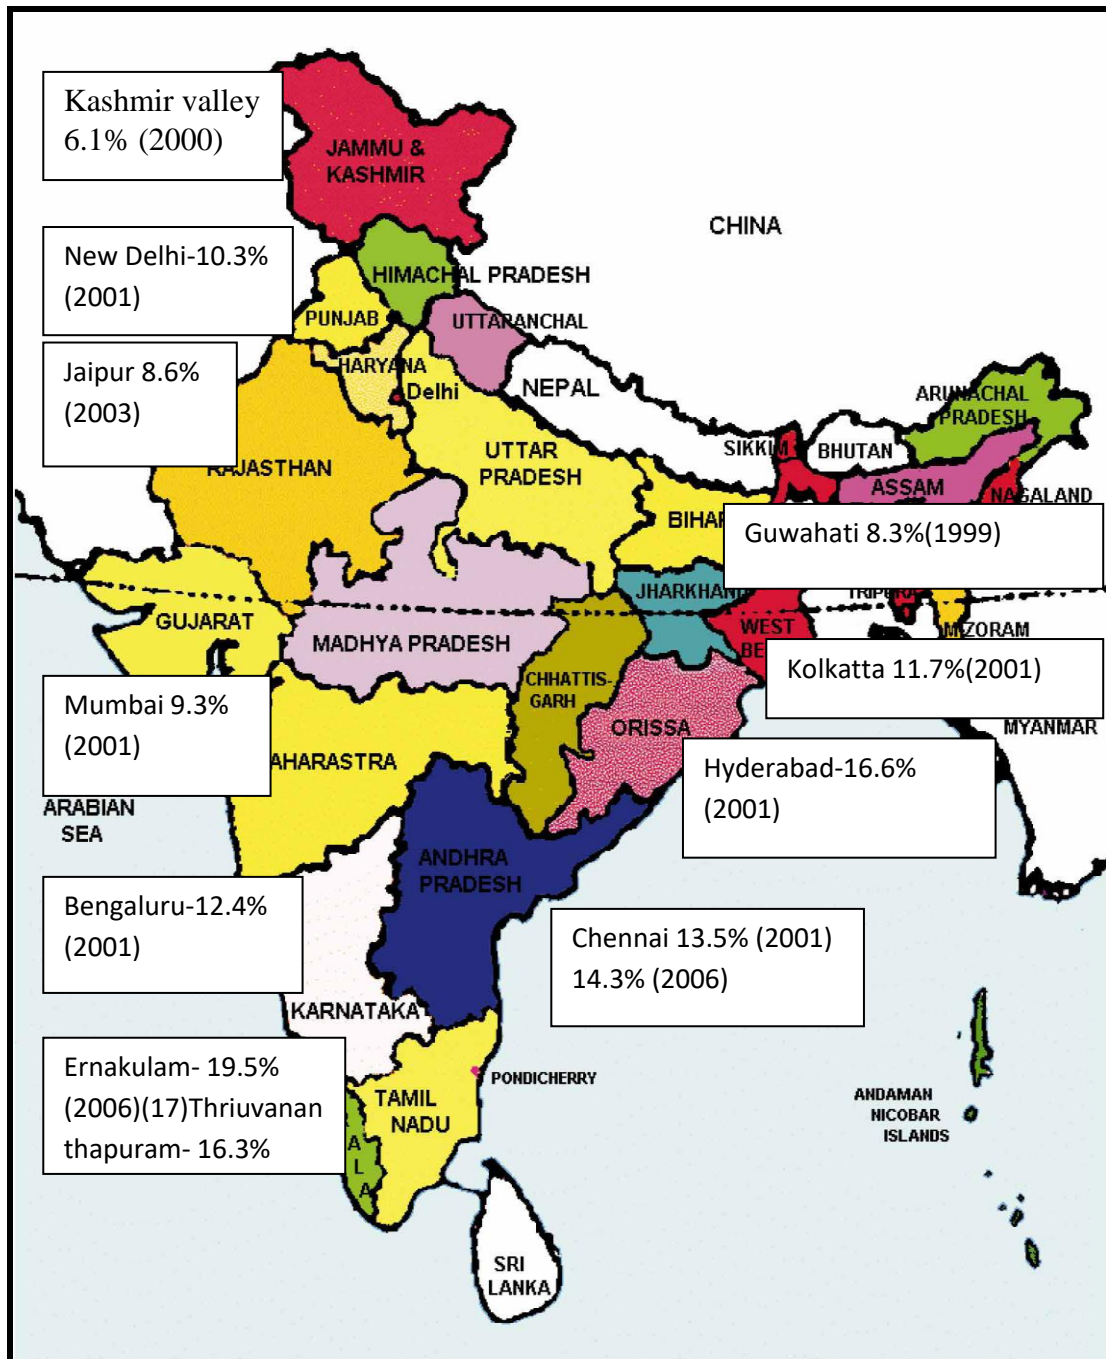 Kashmir valley
6.1% (2000)
JAMMU &
KASHMIR
CHINA
New Delhi-10.3%
(2001)
HIMACHAL PRADESH
PUNJAB
UTTARANCHAL
Jaipur 8.6%
(2003)
HARYANA
Delhi
NEPAL
ARUNACHAL
PRADESH
SIKKIM
BHUTAN
RAJASTHAN
UTTAR
PRADESH
ASSAM
NAGALAND
BIHAR
Guwahati 8.3%(1999)
JHARKHAND
TRIPURA
GUJARAT
MADHYA PRADESH
WEST
BE
MIZORAM
Kolkatta 11.7%(2001)
CHHATTIS-
GARH
Mumbai 9.3%
(2001)
ORISSA
MYANMAR
AHARASTRA
Hyderabad-16.6%
(2001)
ARABIAN
SEA
ANDHRA
PRADESH
Bengaluru-12.4%
(2001)
Chennai 13.5% (2001)
14.3% (2006)
KARNATAKA
Ernakulam- 19.5%
(2006)(17)Thriuvanan
thapuram- 16.3%
PONDICHERRY
TAMIL
NADU
RALA
ANDAMAN
NICOBAR
ISLANDS
SRI
LANKA